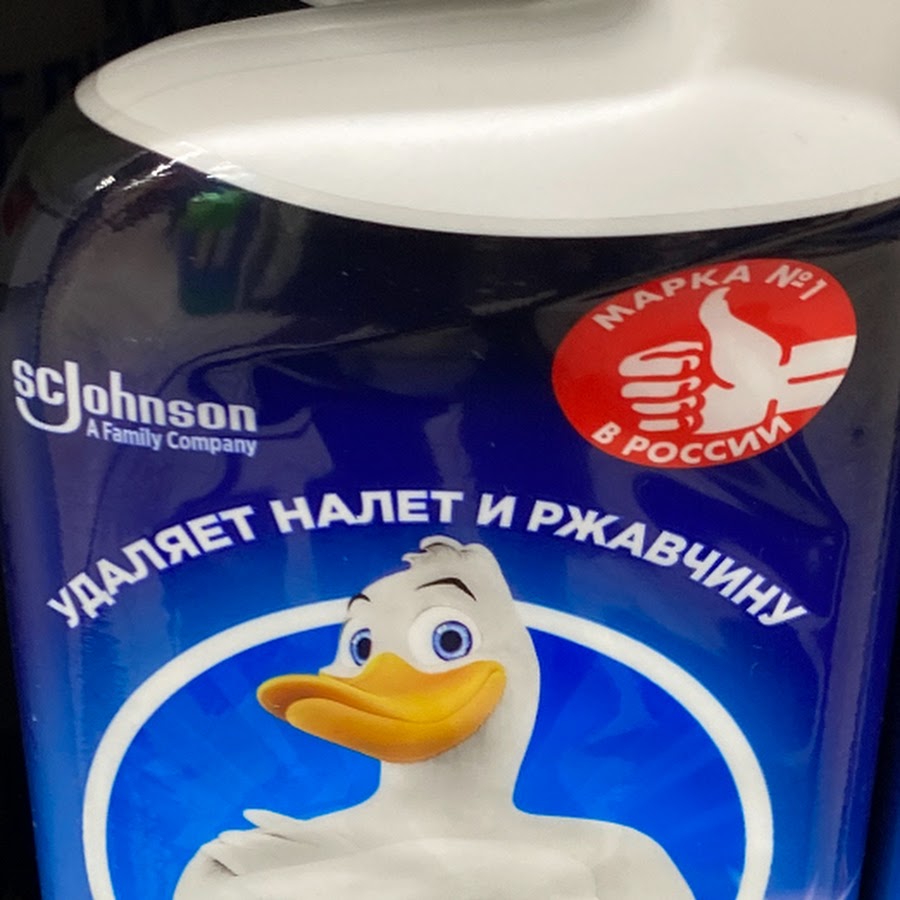 МАРКА №1
В РОССИИ
SCJohnson
A Family Company
УДАЛЯЕТ НАЛЕТ И РЖАВЧИНУ